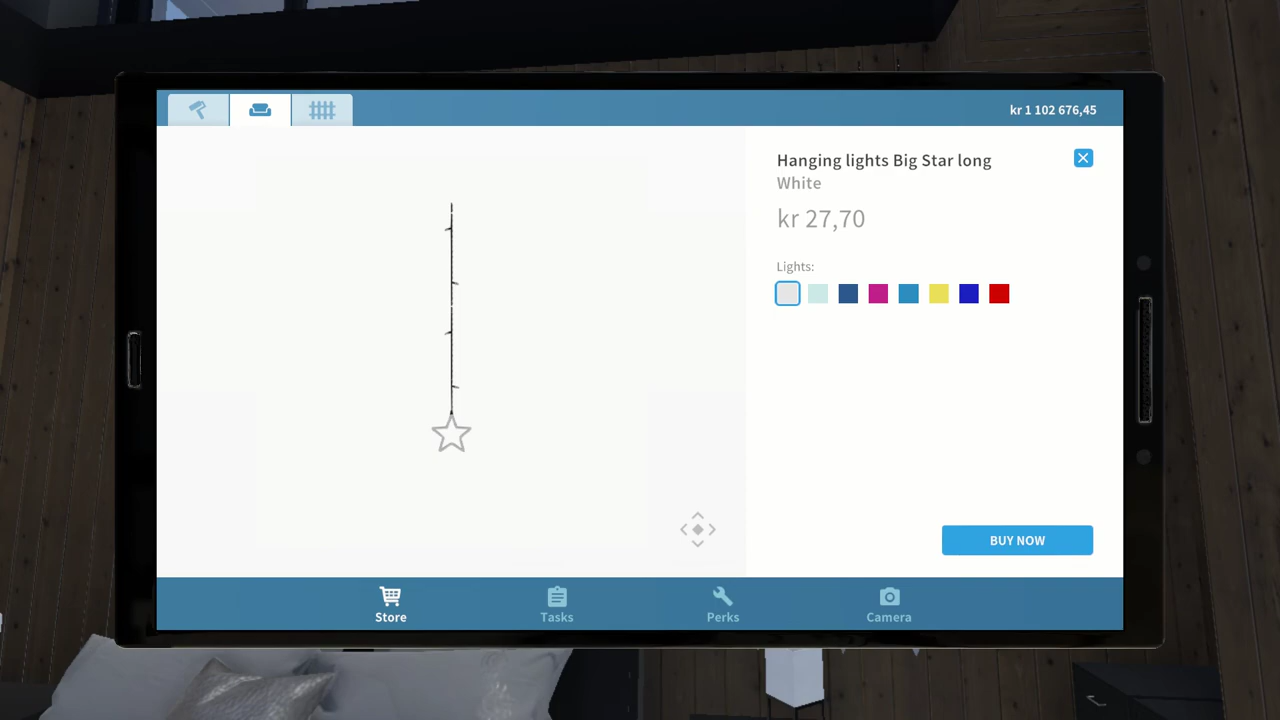 kr 1 102 676,45
Hanging lights Big Star long
White
kr 27,70
Lights:
BUY NOW
Store
Tasks
Perks
Camera